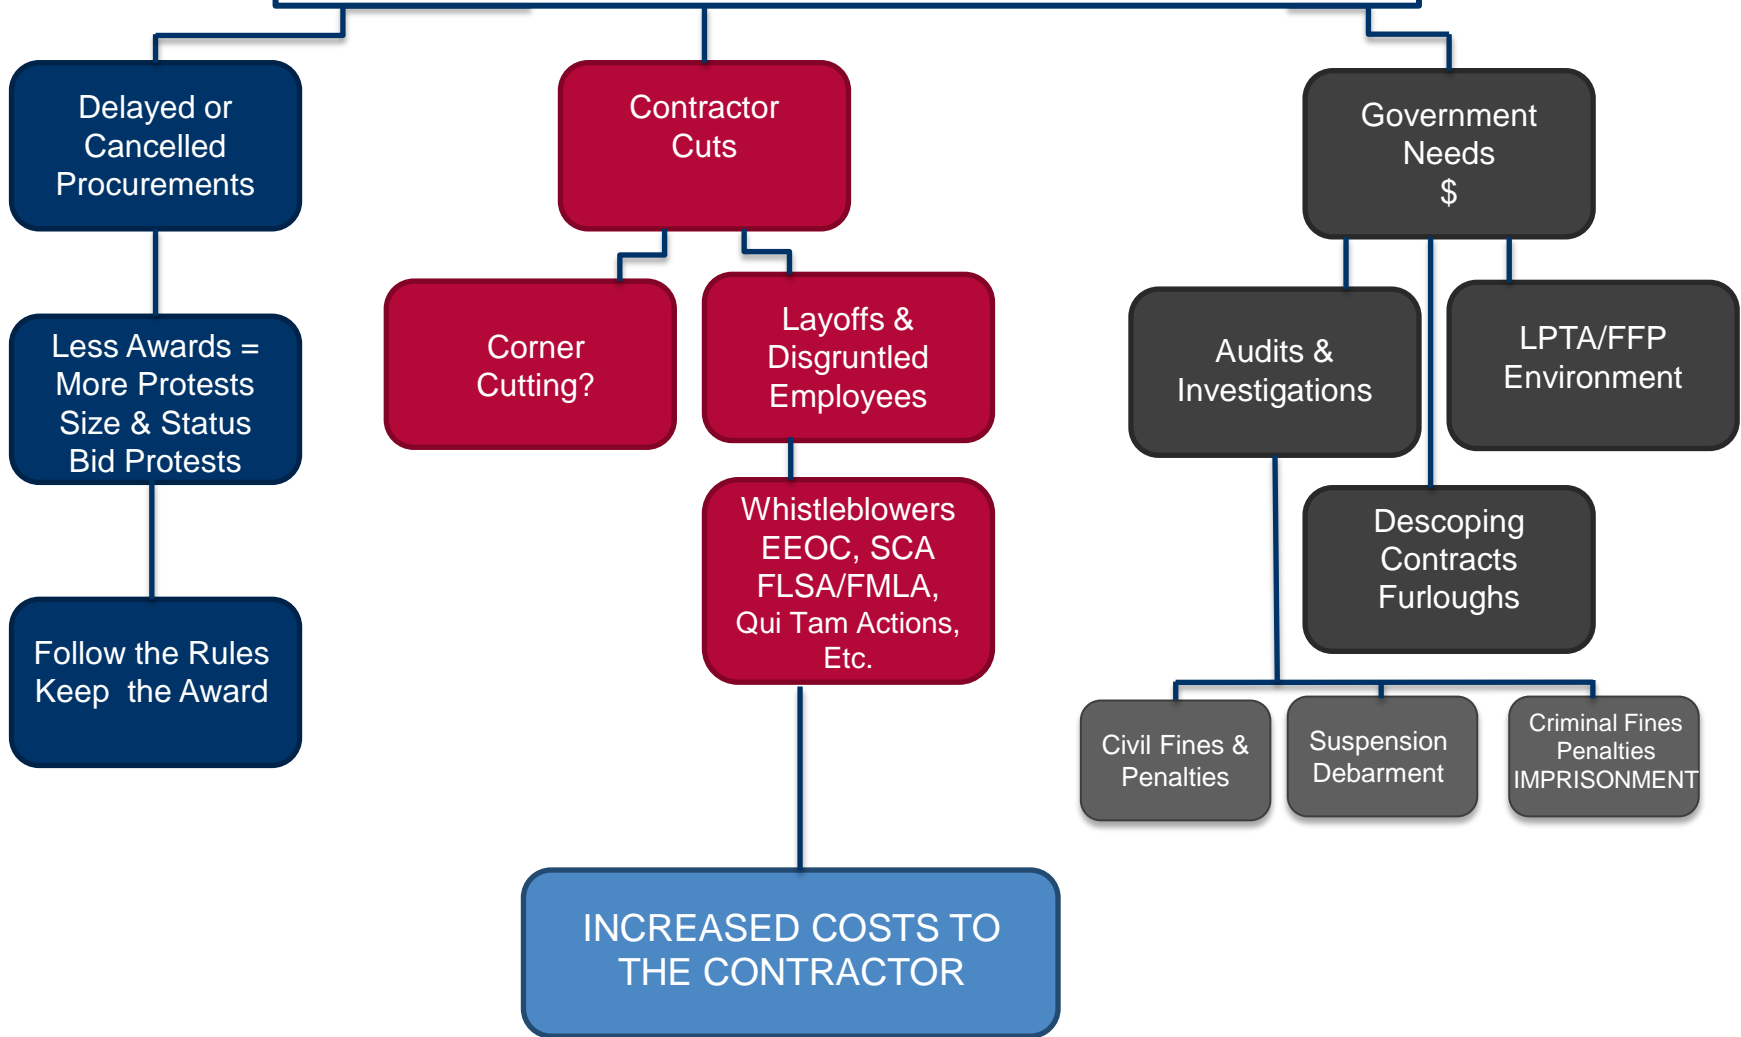 Delayed or
Cancelled
Procurements
Contractor
Cuts
Government
Needs
$
Less Awards =
More Protests
Size & Status
Bid Protests
Corner
Cutting?
Layoffs &
Disgruntled
Employees
Audits &
Investigations
LPTA/FFP
Environment
Whistleblowers
EEOC, SCA
FLSA/FMLA,
Qui Tam Actions,
Etc.
Descoping
Contracts
Furloughs
Follow the Rules
Keep  the Award
Civil Fines &
Penalties
Suspension
Debarment
Criminal Fines
Penalties
IMPRISONMENT
INCREASED COSTS TO
THE CONTRACTOR